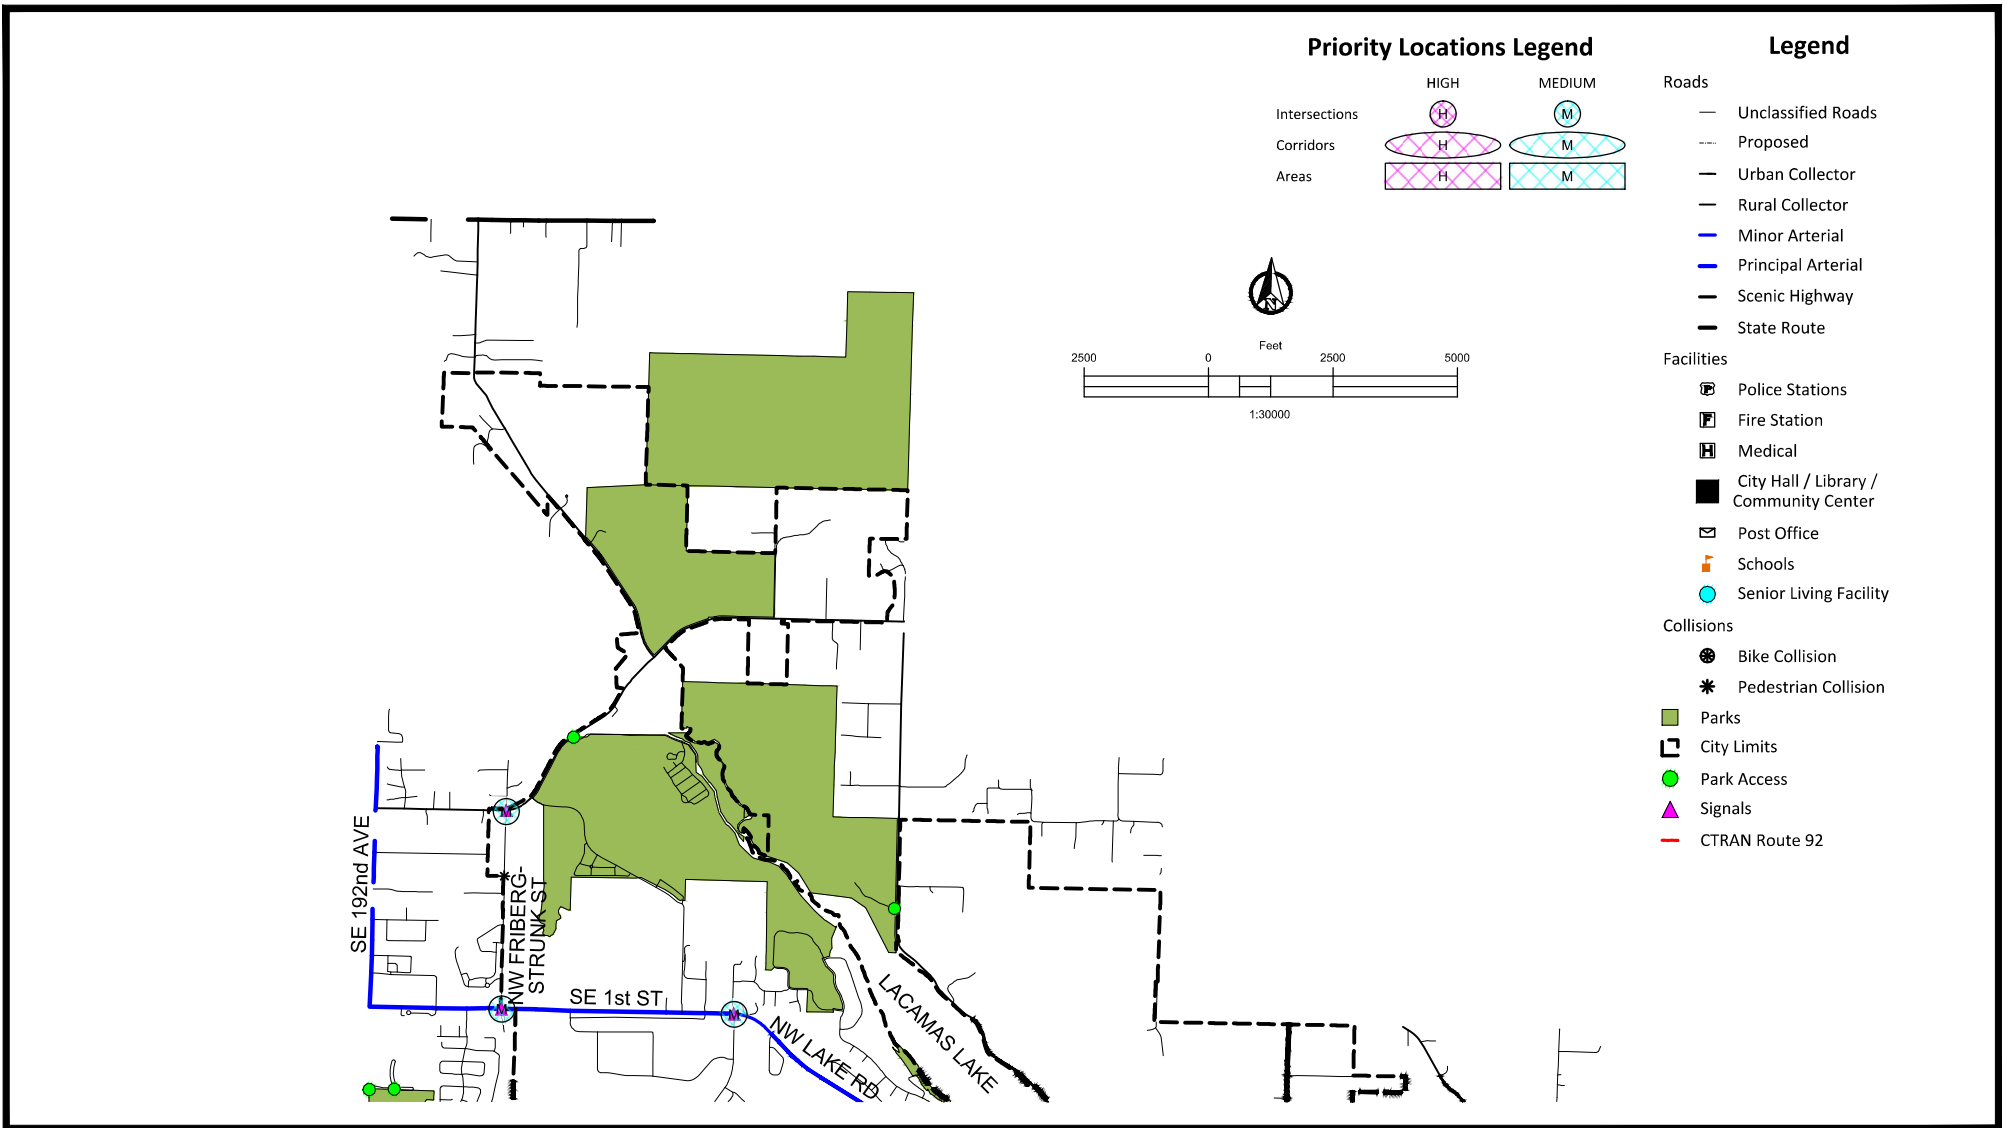 Priority Locations Legend
HIGH
MEDIUM
Intersections
H
M
Corridors
H
M
Areas
H
M
Legend
Roads
Unclassified Roads
Proposed
Urban Collector
Rural Collector
Minor Arterial
Principal Arterial
Scenic Highway
State Route
Facilities
P
Police Stations
F
Fire Station
H
Medical
City Hall / Library /
Community Center
Post Office
Schools
Senior Living Facility
Collisions
Bike Collision
Pedestrian Collision
Parks
City Limits
Park Access
Signals
CTRAN Route 92
N
Feet
2500
0
2500
5000
1:30000
M
SE 192nd AVE
NW FRIBERG-
STRUNK ST
M
SE 1st ST
M
NW LAKE RD
LACAMAS LAKE